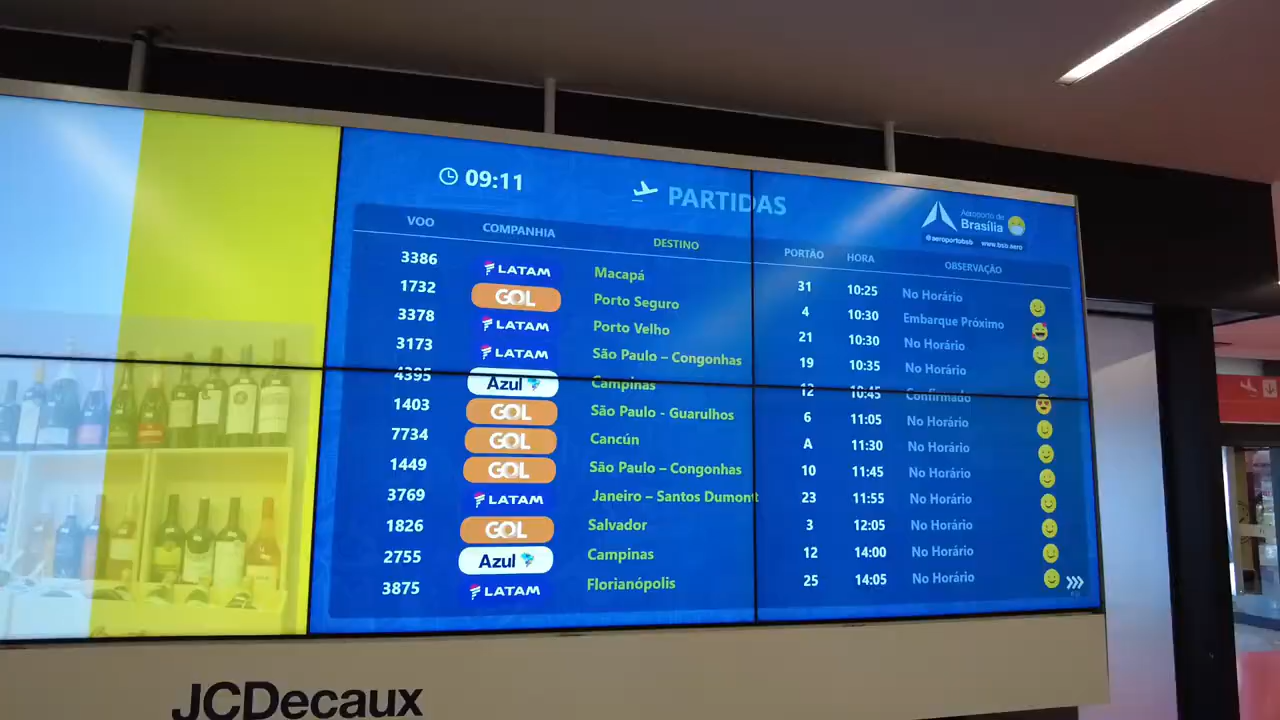 09:11 PARTIDAS
Aeroporto de
Brasília
@aeroportobsb www.bsb.aero
VOO COMPANHIA DESTINO PORTÃO HORA OBSERVAÇÃO
3386 LATAM Macapá 31 10:25 No Horário
1732 GOL Porto Seguro 4 10:30 Embarque Próximo
3378 LATAM Porto Velho 21 10:30 No Horário
3173 LATAM São Paulo – Congonhas 19 10:35 No Horário
4395 Azul Campinas 12 10:45 Confirmado
1403 GOL São Paulo - Guarulhos 6 11:05 No Horário
7734 GOL Cancún A 11:30 No Horário
1449 GOL São Paulo – Congonhas 10 11:45 No Horário
3769 LATAM Janeiro – Santos Dumont 23 11:55 No Horário
1826 GOL Salvador 3 12:05 No Horário
2755 Azul Campinas 12 14:00 No Horário
3875 LATAM Florianópolis 25 14:05 No Horário
JCDecaux